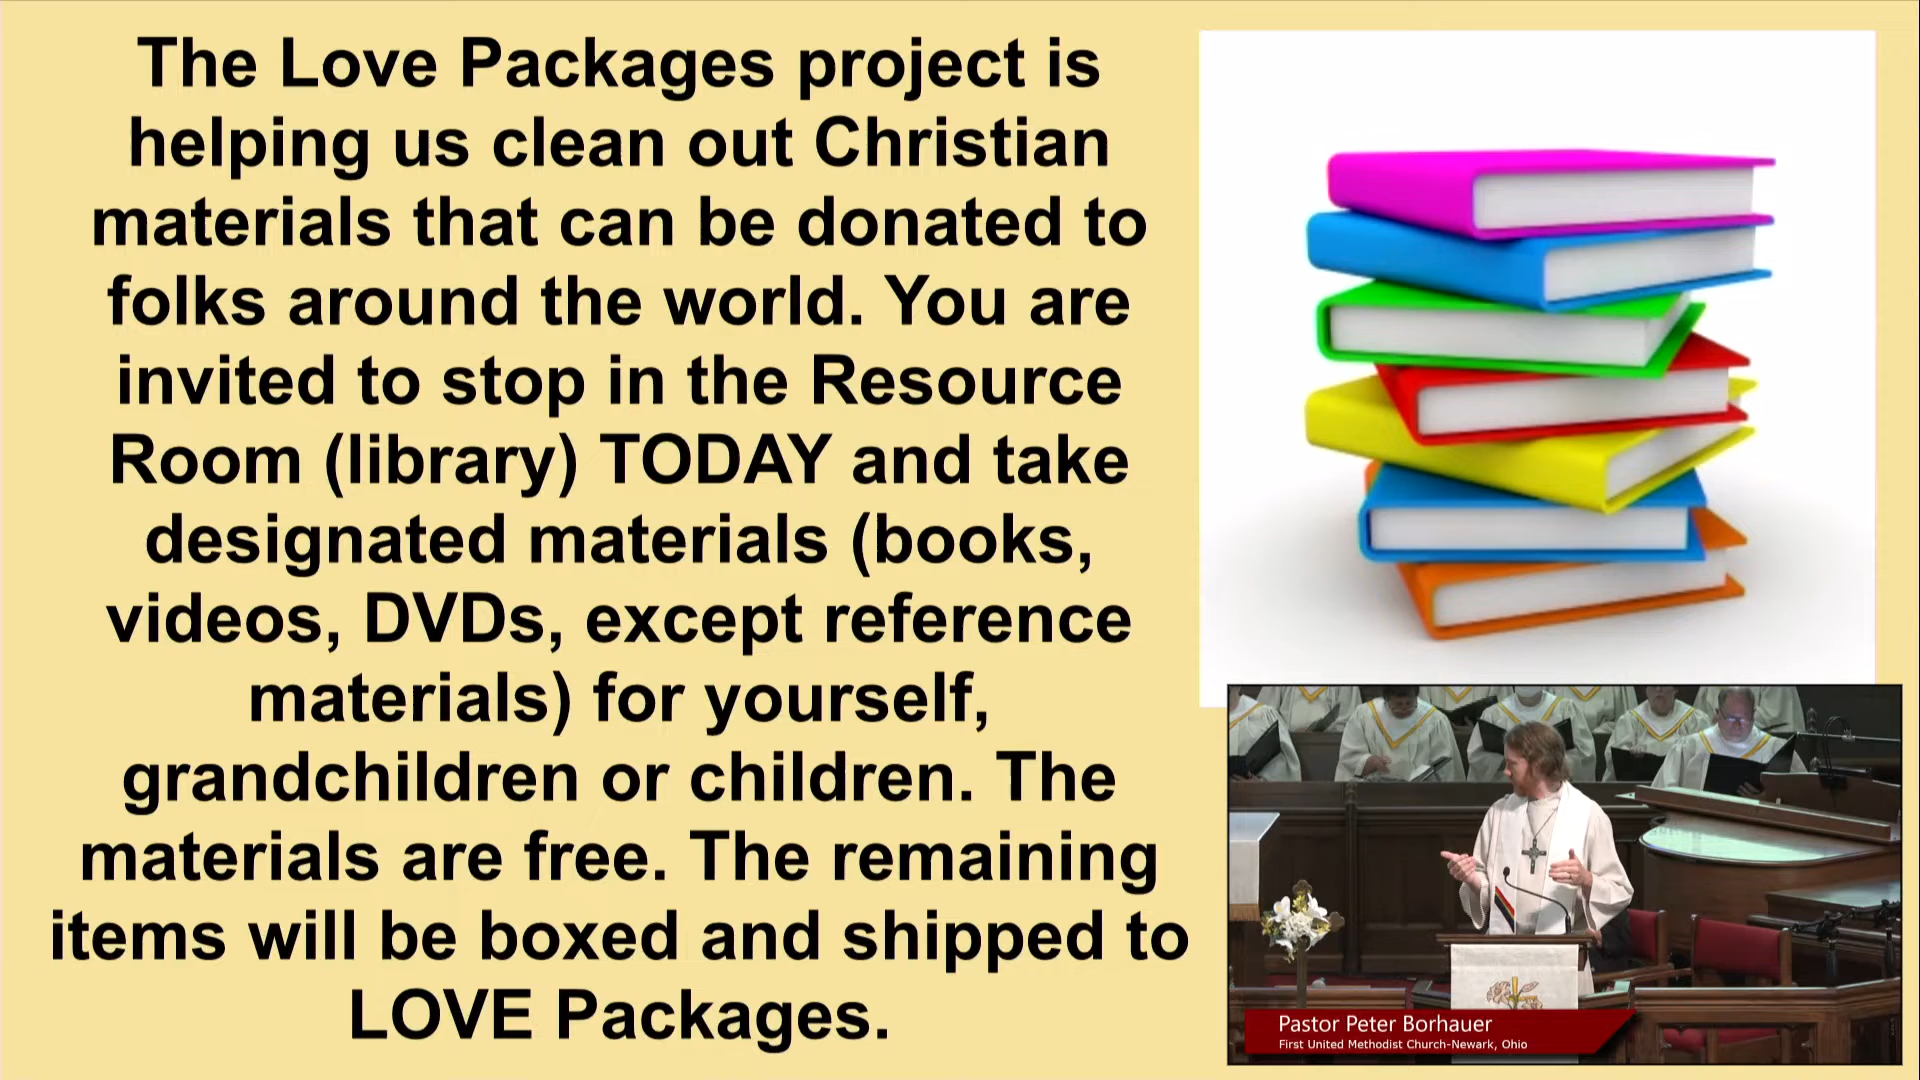 The Love Packages project is
helping us clean out Christian
materials that can be donated to
folks around the world. You are
invited to stop in the Resource
Room (library) TODAY and take
designated materials (books,
videos, DVDs, except reference
materials) for yourself,
grandchildren or children. The
materials are free. The remaining
items will be boxed and shipped to
LOVE Packages.
Pastor Peter Borhauer
First United Methodist Church-Newark, Ohio